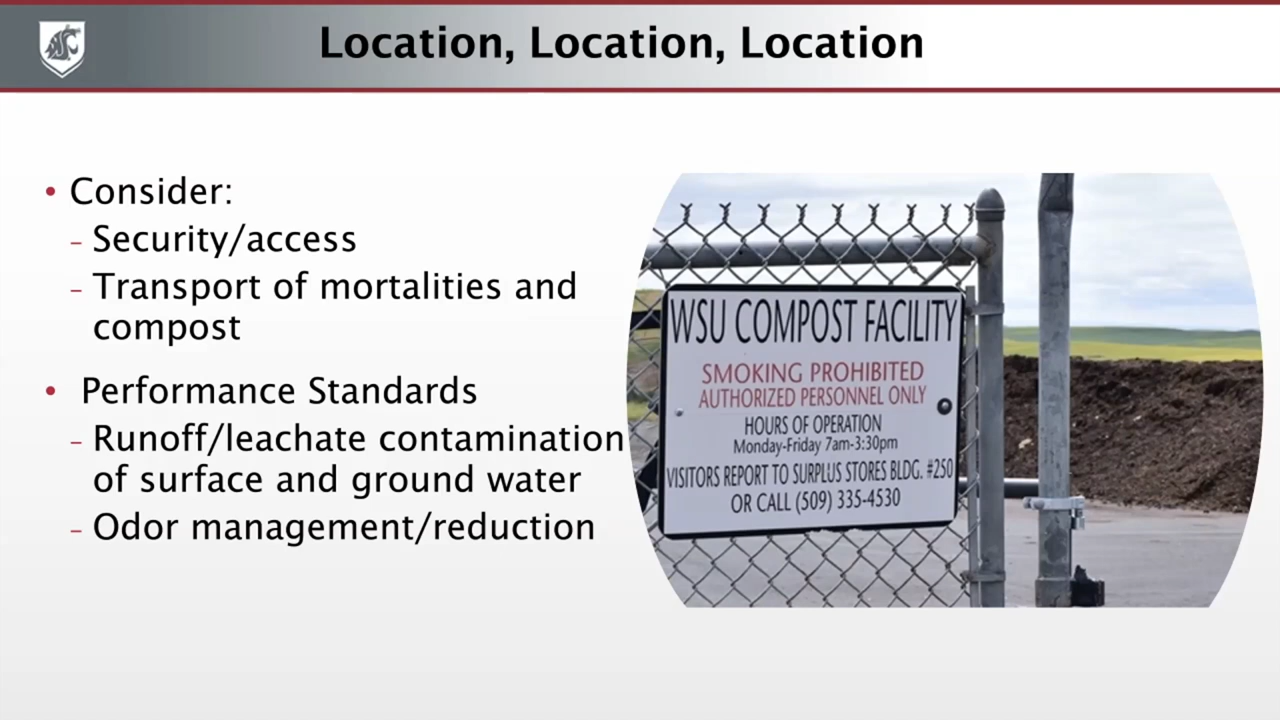 Location, Location, Location
• Consider:
– Security/access
– Transport of mortalities and
compost
• Performance Standards
– Runoff/leachate contamination
of surface and ground water
– Odor management/reduction
WSU COMPOST FACILITY
SMOKING PROHIBITED
AUTHORIZED PERSONNEL ONLY
HOURS OF OPERATION
Monday-Friday 7am-3:30pm
VISITORS REPORT TO SURPLUS STORES BLDG. #250
OR CALL (509) 335-4530